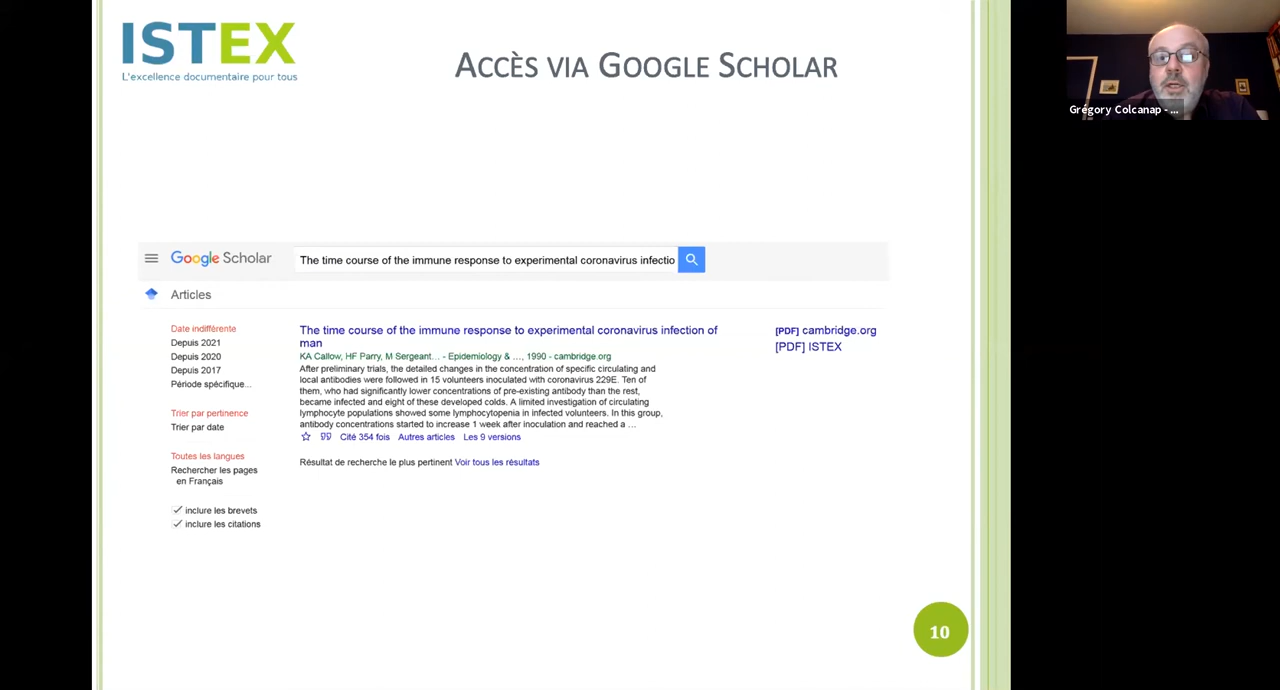 ISTEX
L'excellence documentaire pour tous
ACCÈS VIA GOOGLE SCHOLAR
Grégory Colcanap - ...
Google Scholar
The time course of the immune response to experimental coronavirus infectio
Articles
Date indifférente
Depuis 2021
Depuis 2020
Depuis 2017
Période spécifique...
Trier par pertinence
Trier par date
Toutes les langues
Rechercher les pages
en Français
inclure les brevets
inclure les citations
The time course of the immune response to experimental coronavirus infection of
man
KA Callow, HF Parry, M Sergeant... - Epidemiology & ..., 1990 - cambridge.org
After preliminary trials, the detailed changes in the concentration of specific circulating and
local antibodies were followed in 15 volunteers inoculated with coronavirus 229E. Ten of
them, who had significantly lower concentrations of pre-existing antibody than the rest,
became infected and eight of these developed colds. A limited investigation of circulating
lymphocyte populations showed some lymphocytopenia in infected volunteers. In this group,
antibody concentrations started to increase 1 week after inoculation and reached a ...
Cité 354 fois Autres articles Les 9 versions
Résultat de recherche le plus pertinent Voir tous les résultats
[PDF] cambridge.org
[PDF] ISTEX
10